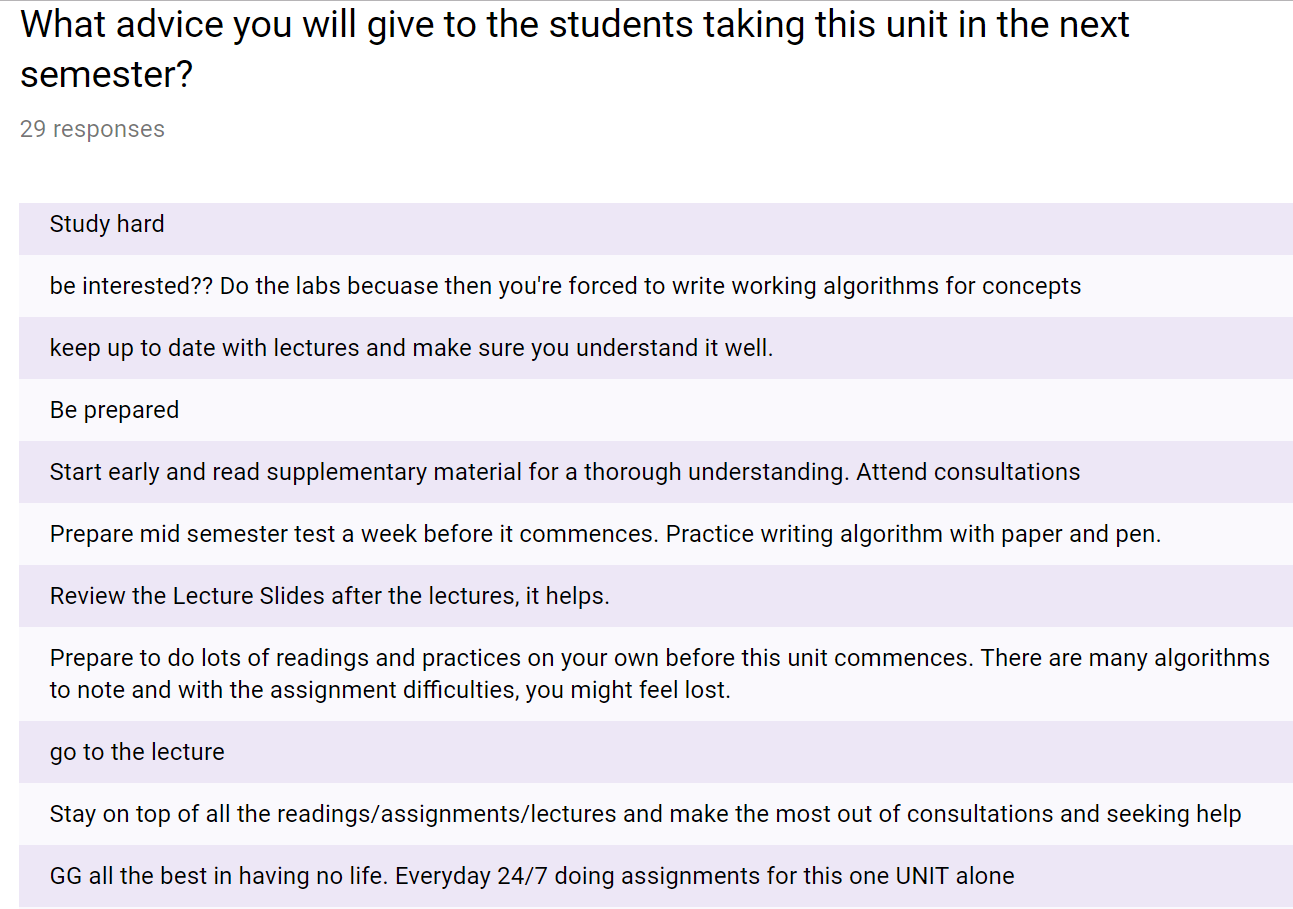 What advice you will give to the students taking this unit in the next
semester?
29 responses
Study hard
be interested?? Do the labs becuase then you're forced to write working algorithms for concepts
keep up to date with lectures and make sure you understand it well.
Be prepared
Start early and read supplementary material for a thorough understanding. Attend consultations
Prepare mid semester test a week before it commences. Practice writing algorithm with paper and pen.
Review the Lecture Slides after the lectures, it helps.
Prepare to do lots of readings and practices on your own before this unit commences. There are many algorithms
to note and with the assignment difficulties, you might feel lost.
go to the lecture
Stay on top of all the readings/assignments/lectures and make the most out of consultations and seeking help
GG all the best in having no life. Everyday 24/7 doing assignments for this one UNIT alone